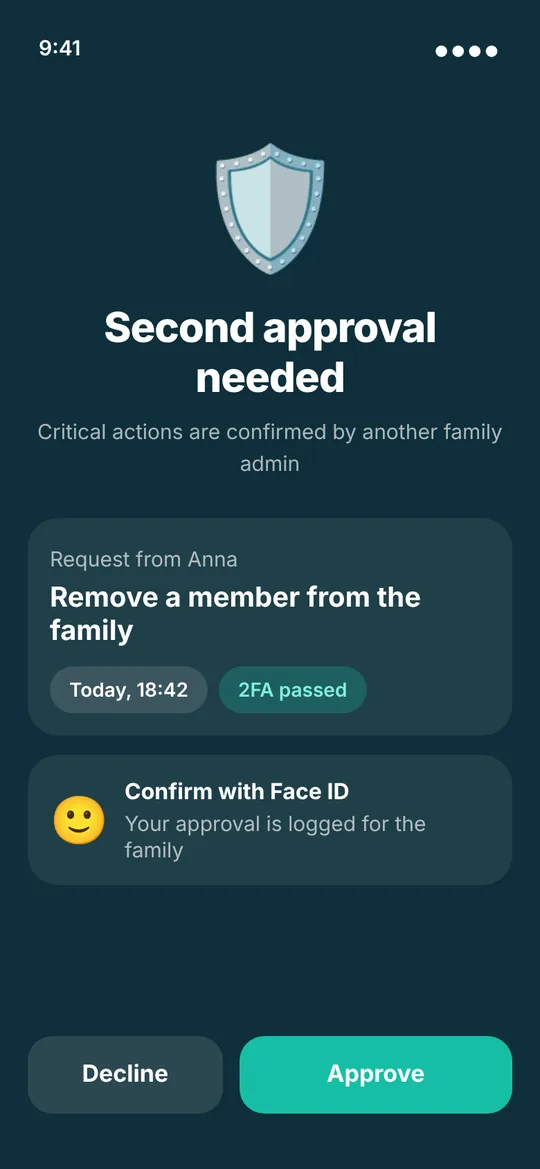 9:41
Second approval
needed
Critical actions are confirmed by another family
admin
Request from Anna
Remove a member from the
family
Today, 18:42
2FA passed
Confirm with Face ID
Your approval is logged for the
family
Decline
Approve